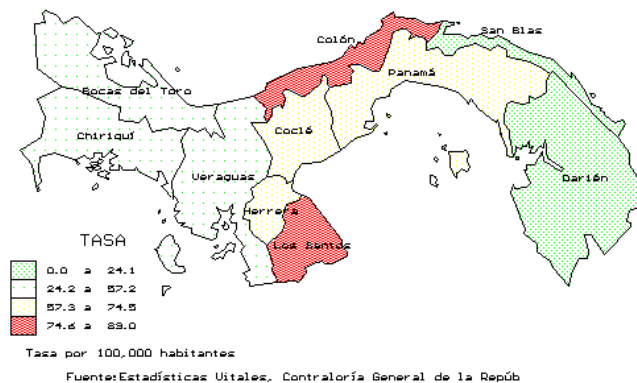 San Blas
Colón
Panamá
Bocas del Toro
Chiriquí
Coclé
Veraguas
Darién
Herrera
Los Santos
TASA
0.0 a 24.1
24.2 a 57.2
57.3 a 74.5
74.6 a 89.0
Tasa por 100,000 habitantes
Fuente:Estadísticas Vitales, Contraloría General de la Repúb